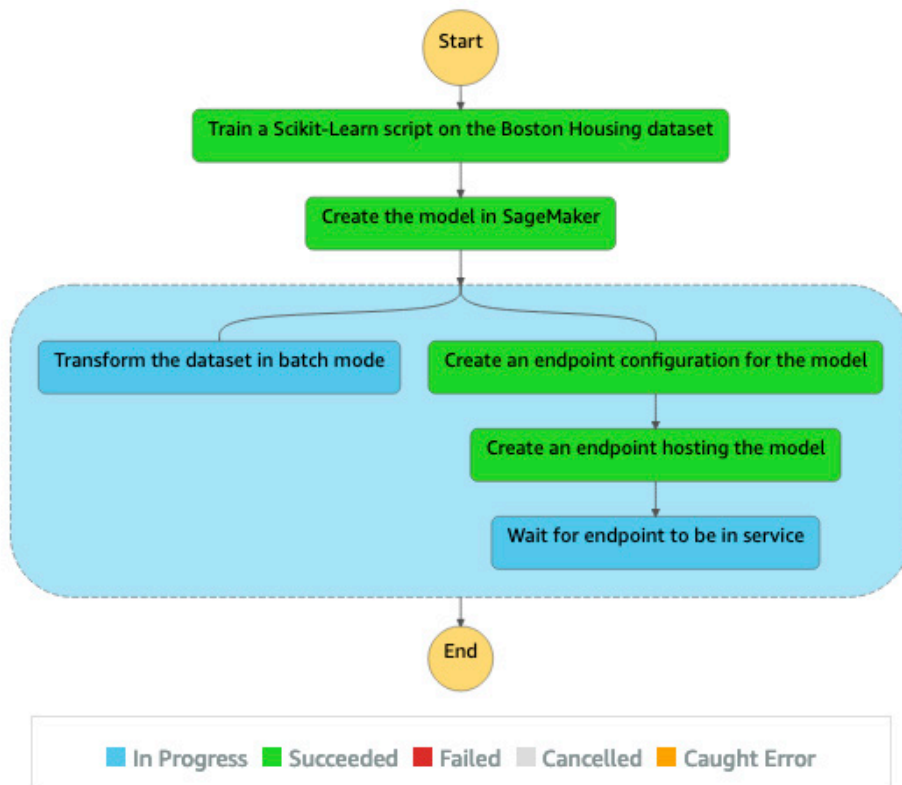 Start
Train a Scikit-Learn script on the Boston Housing dataset
Create the model in SageMaker
Transform the dataset in batch mode
Create an endpoint configuration for the model
Create an endpoint hosting the model
Wait for endpoint to be in service
End
In Progress Succeeded Failed Cancelled Caught Error